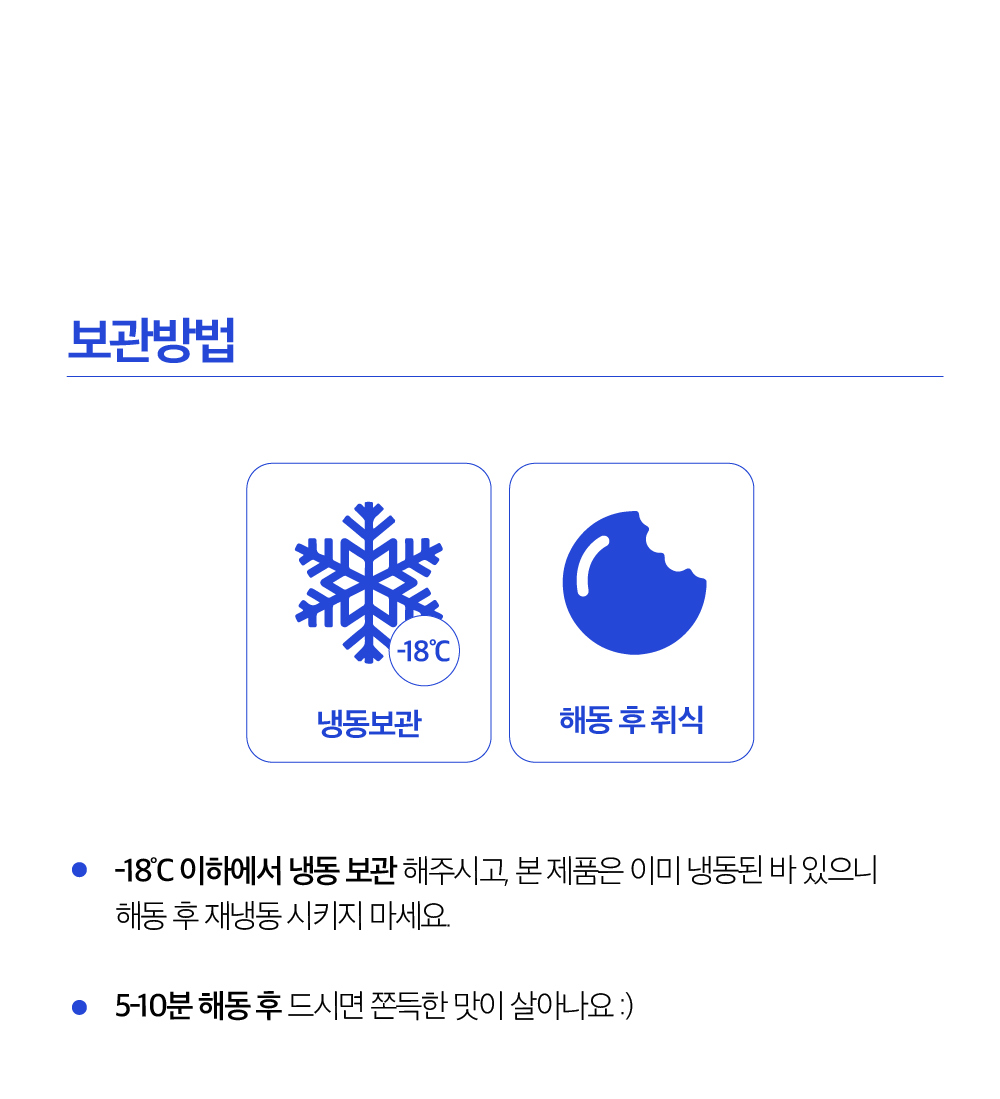 보관방법
-18℃
냉동보관
해동 후 취식
-18℃ 이하에서 냉동 보관 해주시고, 본 제품은 이미 냉동된 바 있으니
해동 후 재냉동 시키지 마세요.
5-10분 해동 후 드시면 쫀득한 맛이 살아나요 :)